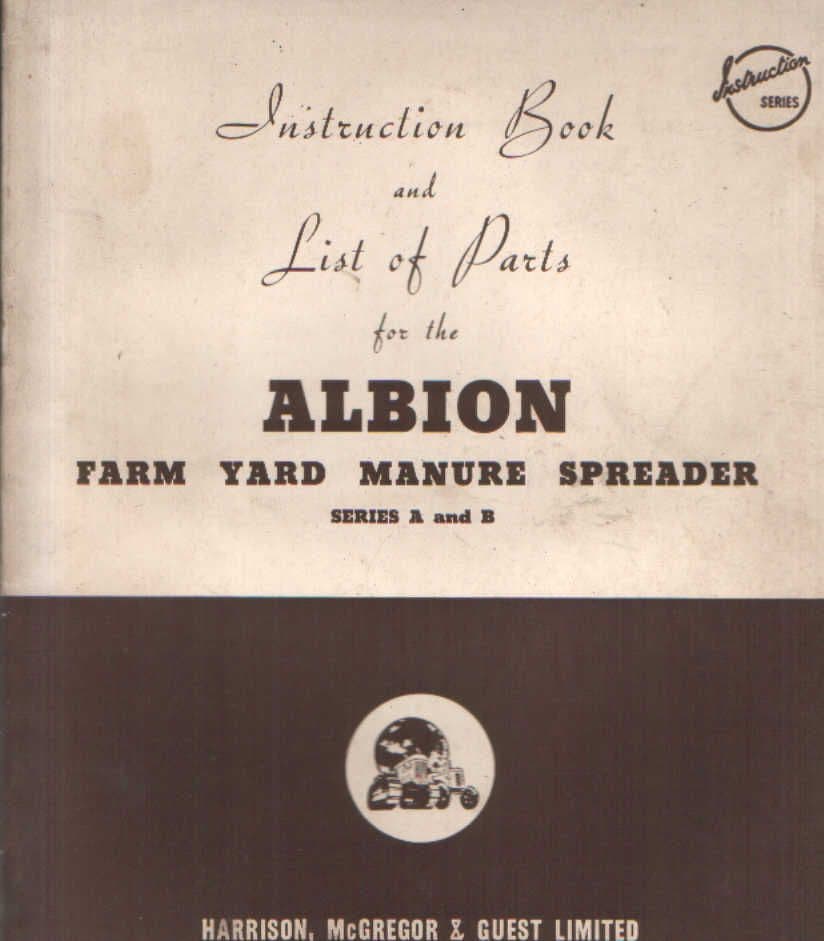 Instruction
SERIES
Instruction Book
and
List of Parts
for the
ALBION
FARM YARD MANURE SPREADER
SERIES A and B
HARRISON, McGREGOR & GUEST LIMITED